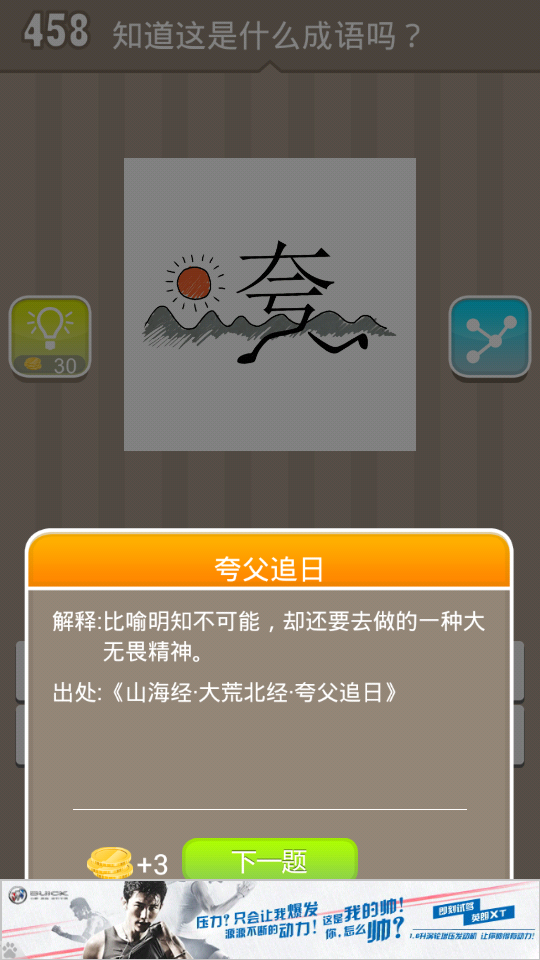 458 知道这是什么成语吗？
夸
30
夸父追日
解释:比喻明知不可能，却还要去做的一种大
无畏精神。
出处:《山海经·大荒北经·夸父追日》
+3
下一题
BUICK
压力？只会让我爆发
源源不断的动力！
这是我的帅！
你，怎么帅？
即刻试驾
英朗XT
1.6升涡轮增压发动机 让你帅得有动力！